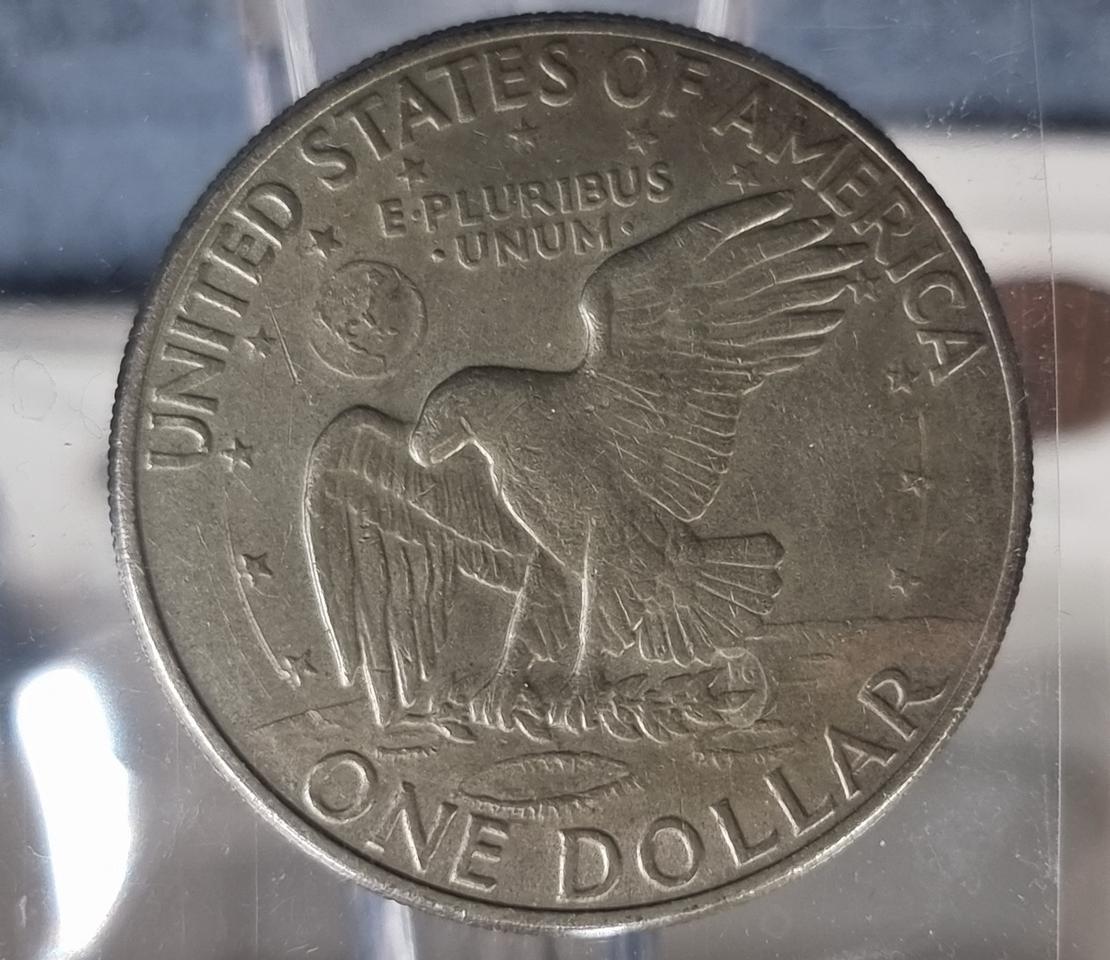 UNITED STATES OF AMERICA
E·PLURIBUS
·UNUM·
ONE DOLLAR